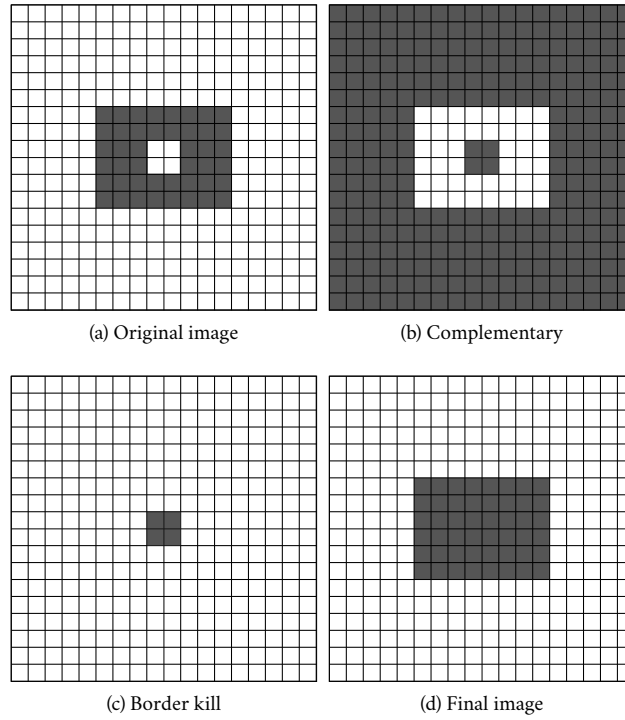 (a) Original image
(b) Complementary
(c) Border kill
(d) Final image